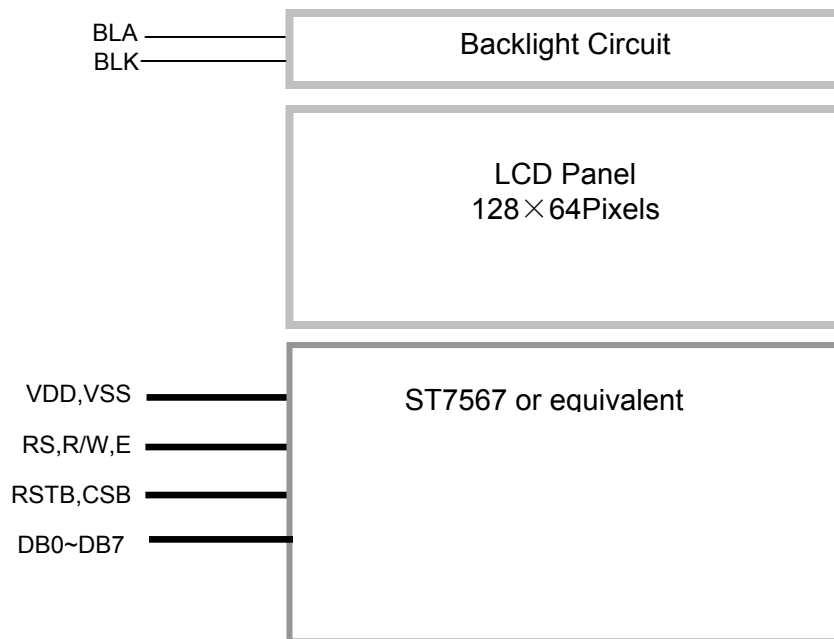 BLA
BLK
Backlight Circuit
LCD Panel
128×64Pixels
VDD,VSS
RS,R/W,E
RSTB,CSB
DB0~DB7
ST7567 or equivalent